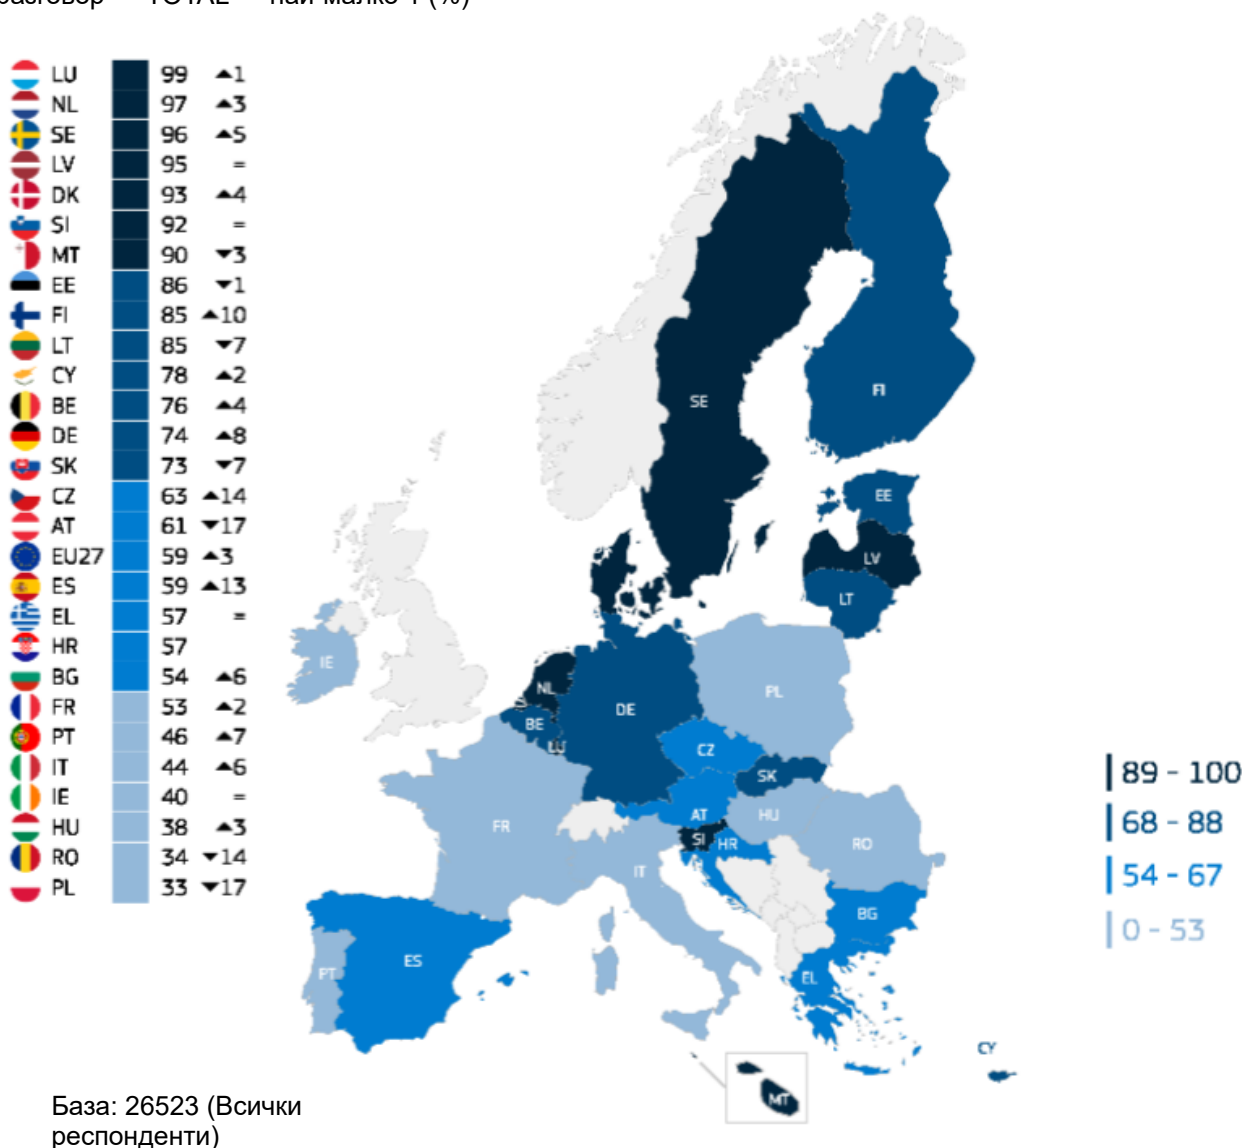 разговор — TOTAL — най-малко 1 (%)
LU 99 ▲1
NL 97 ▲3
SE 96 ▲5
LV 95 =
DK 93 ▲4
SI 92 =
MT 90 ▼3
EE 86 ▼1
FI 85 ▲10
LT 85 ▼7
CY 78 ▲2
BE 76 ▲4
DE 74 ▲8
SK 73 ▼7
CZ 63 ▲14
AT 61 ▼17
EU27 59 ▲3
ES 59 ▲13
EL 57 =
HR 57
BG 54 ▲6
FR 53 ▲2
PT 46 ▲7
IT 44 ▲6
IE 40 =
HU 38 ▲3
RO 34 ▼14
PL 33 ▼17
SE
FI
EE
LV
LT
DK
IE
NL
BE
LU
DE
PL
CZ
SK
AT
HU
SI
HR
RO
FR
IT
BG
ES
PT
EL
CY
MT
89 - 100
68 - 88
54 - 67
0 - 53
База: 26523 (Всички
респонденти)